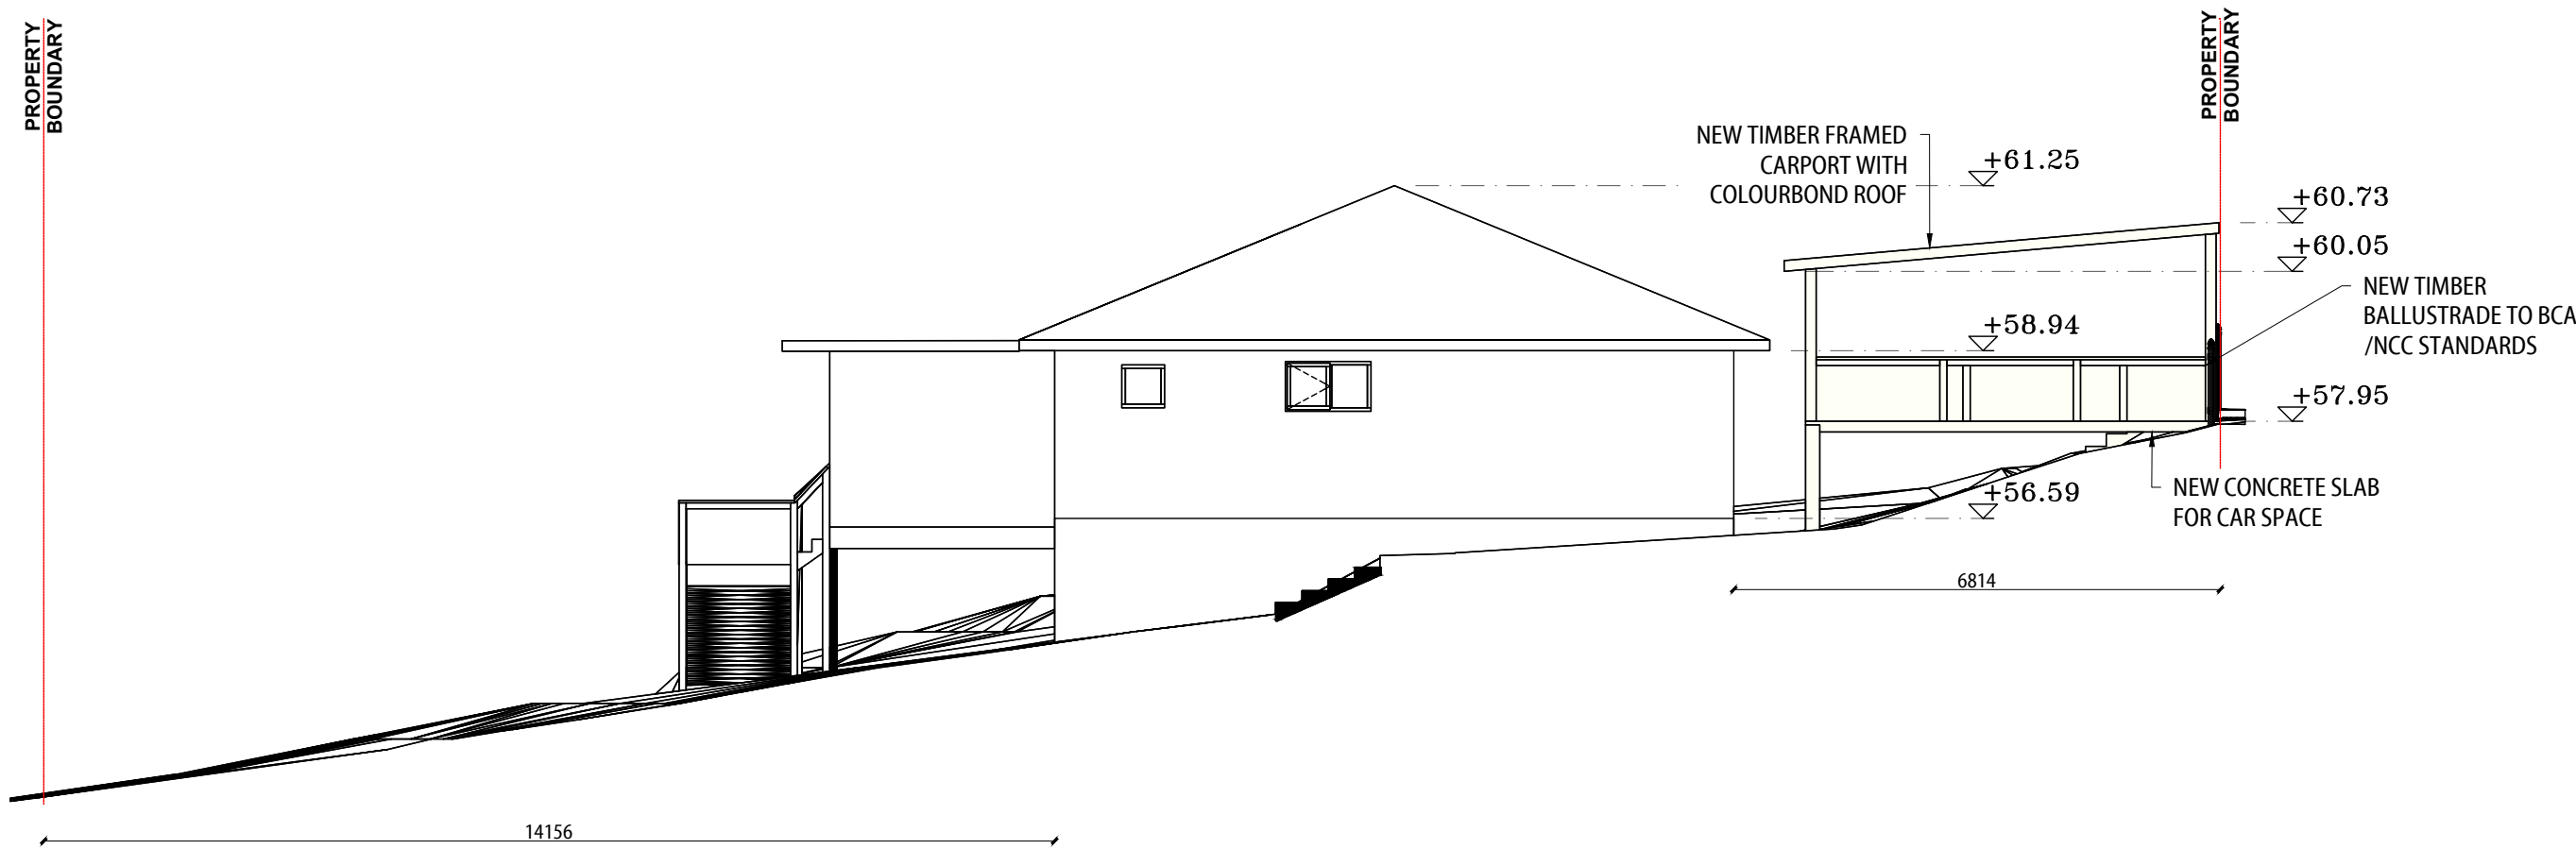 PROPERTY
BOUNDARY
PROPERTY
BOUNDARY
NEW TIMBER FRAMED
CARPORT WITH
COLOURBOND ROOF
+61.25
+60.73
+60.05
NEW TIMBER
BALLUSTRADE TO BCA
/NCC STANDARDS
+58.94
+57.95
+56.59
NEW CONCRETE SLAB
FOR CAR SPACE
6814
14156